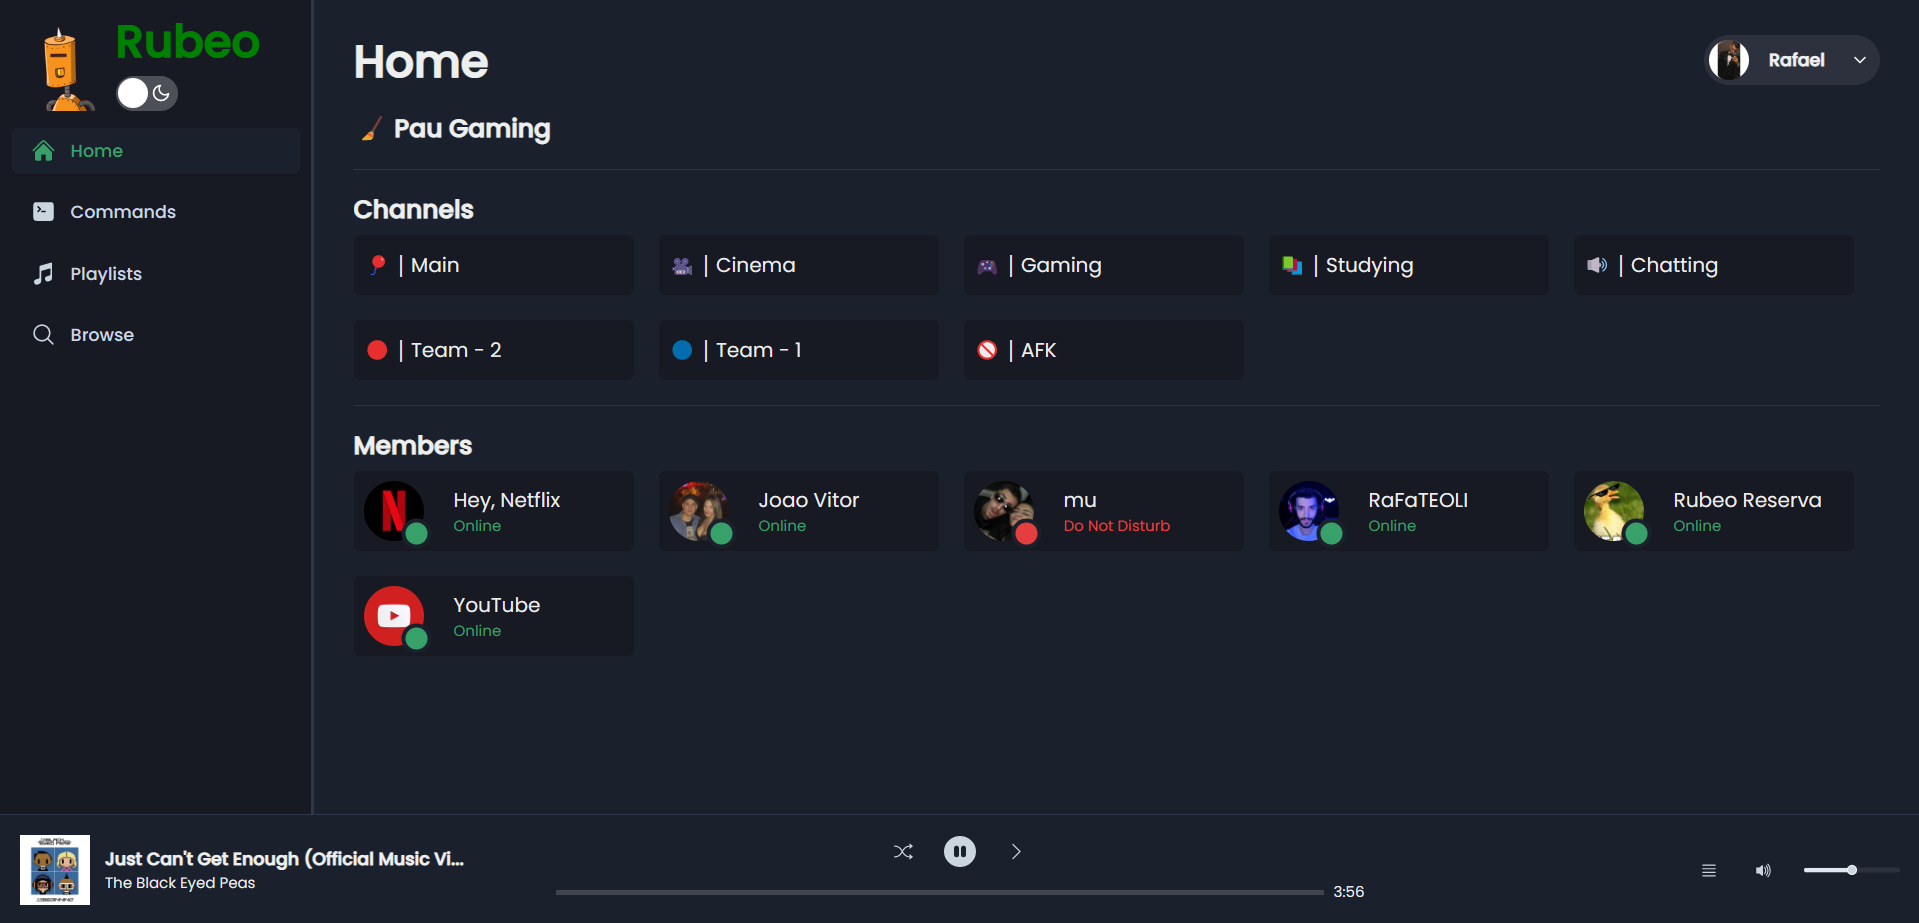 Rubeo
Home
Commands
Playlists
Browse
Home
Rafael
Pau Gaming
Channels
| Main
| Cinema
| Gaming
| Studying
| Chatting
| Team - 2
| Team - 1
| AFK
Members
Hey, Netflix
Online
Joao Vitor
Online
mu
Do Not Disturb
RaFaTEOLI
Online
Rubeo Reserva
Online
YouTube
Online
Just Can't Get Enough (Official Music Vi...
The Black Eyed Peas
3:56